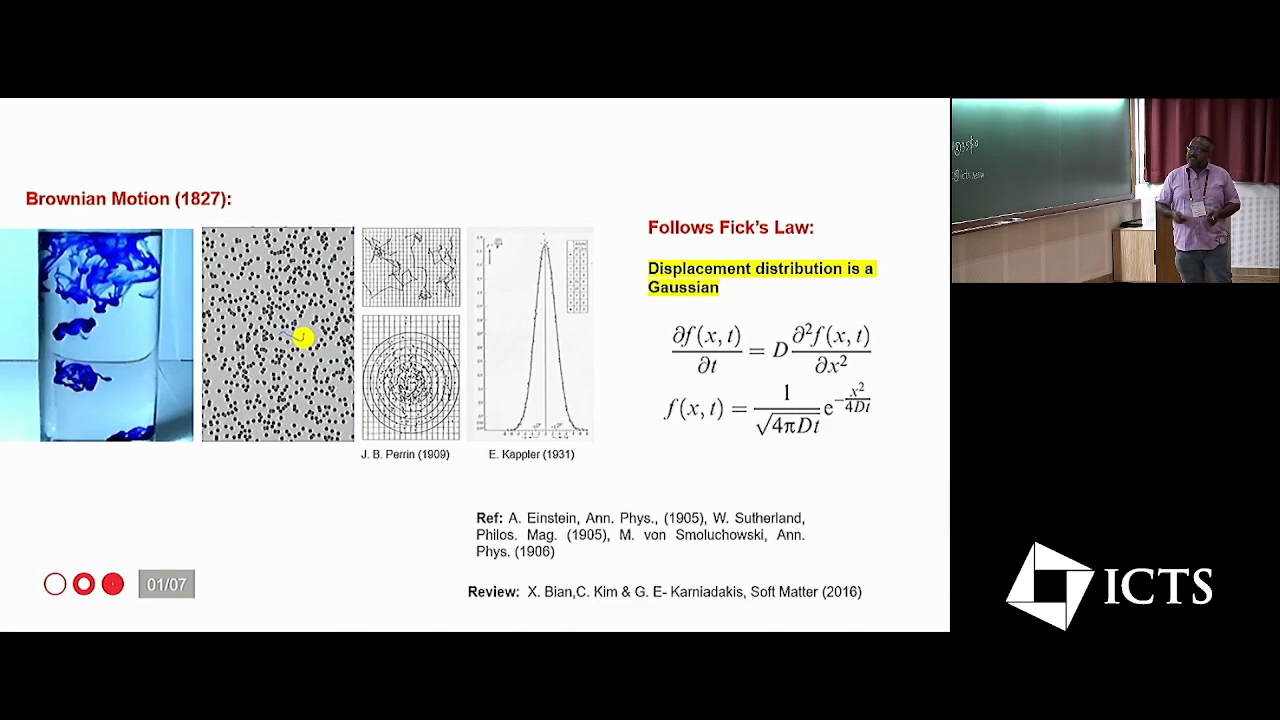 Brownian Motion (1827):
J. B. Perrin (1909)
E. Kappler (1931)
Follows Fick's Law:
Displacement distribution is a
Gaussian
∂f(x, t)/∂t = D ∂²f(x, t)/∂x²
f(x, t) = 1/√4πDt e^−x²/4Dt
Ref: A. Einstein, Ann. Phys., (1905), W. Sutherland,
Philos. Mag. (1905), M. von Smoluchowski, Ann.
Phys. (1906)
Review: X. Bian,C. Kim & G. E- Karniadakis, Soft Matter (2016)
01/07
ICTS